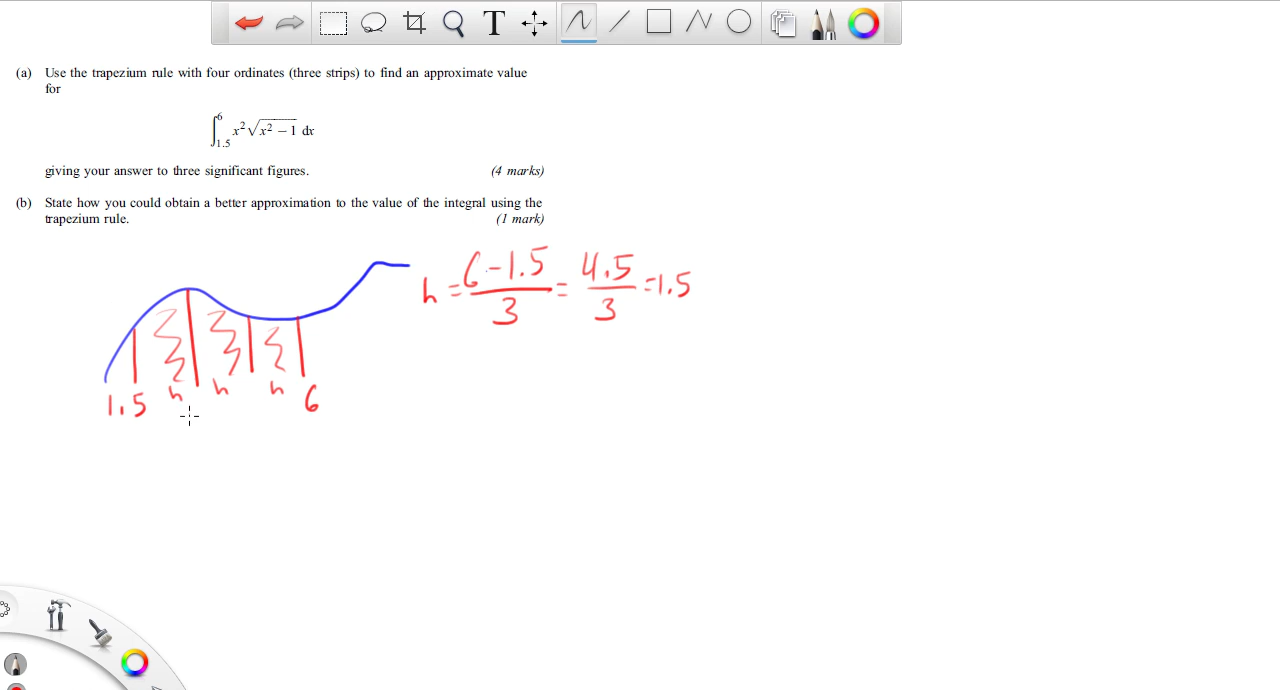 T
(a) Use the trapezium rule with four ordinates (three strips) to find an approximate value
for
∫₁.₅⁶ x²√(x² − 1) dx
giving your answer to three significant figures. (4 marks)
(b) State how you could obtain a better approximation to the value of the integral using the
trapezium rule. (1 mark)
h = (6 - 1.5)/3 = 4.5/3 = 1.5
1.5 h h h 6